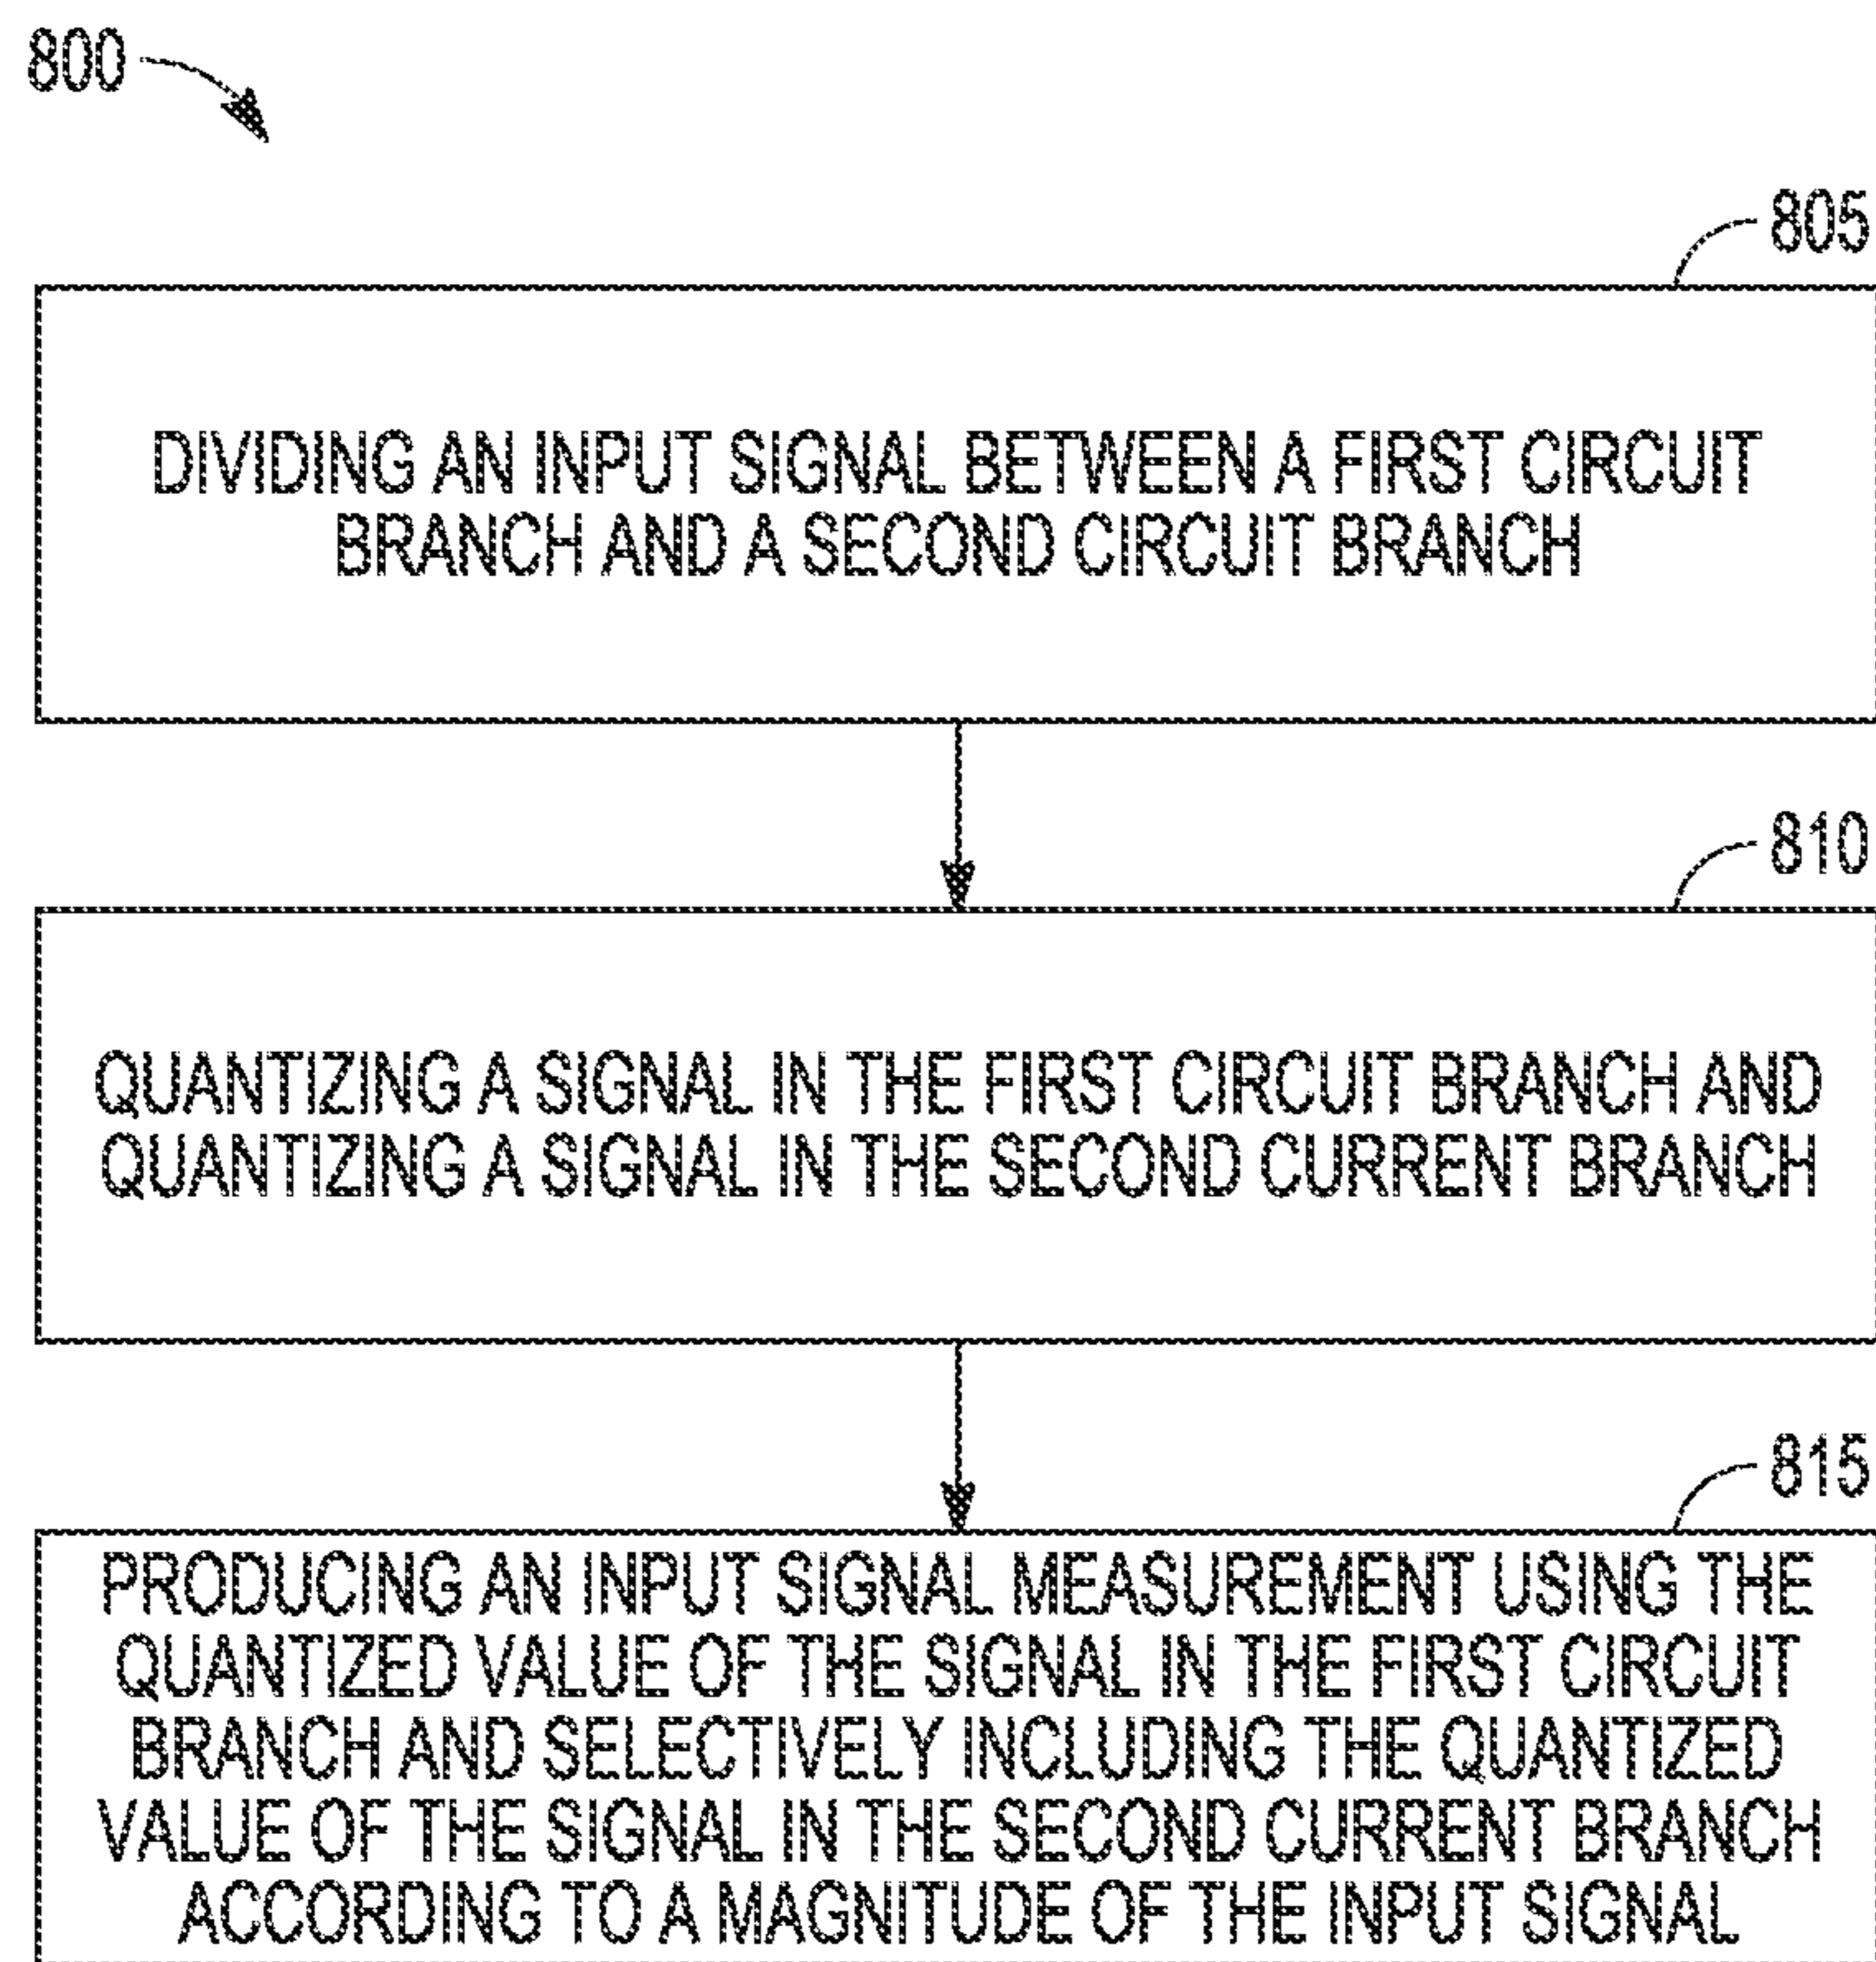 800
805
DIVIDING AN INPUT SIGNAL BETWEEN A FIRST CIRCUIT
BRANCH AND A SECOND CIRCUIT BRANCH
810
QUANTIZING A SIGNAL IN THE FIRST CIRCUIT BRANCH AND
QUANTIZING A SIGNAL IN THE SECOND CURRENT BRANCH
815
PRODUCING AN INPUT SIGNAL MEASUREMENT USING THE
QUANTIZED VALUE OF THE SIGNAL IN THE FIRST CIRCUIT
BRANCH AND SELECTIVELY INCLUDING THE QUANTIZED
VALUE OF THE SIGNAL IN THE SECOND CURRENT BRANCH
ACCORDING TO A MAGNITUDE OF THE INPUT SIGNAL